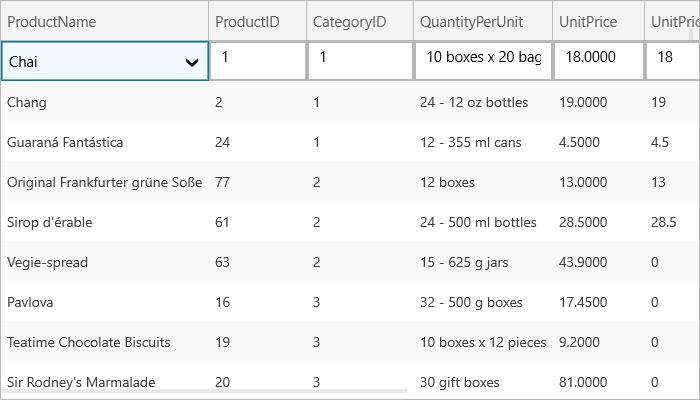 ProductName ProductID CategoryID QuantityPerUnit UnitPrice
Chai 1 1 10 boxes x 20 bag 18.0000 18
Chang 2 1 24 - 12 oz bottles 19.0000 19
Guaraná Fantástica 24 1 12 - 355 ml cans 4.5000 4.5
Original Frankfurter grüne Soße 77 2 12 boxes 13.0000 13
Sirop d'érable 61 2 24 - 500 ml bottles 28.5000 28.5
Vegie-spread 63 2 15 - 625 g jars 43.9000 0
Pavlova 16 3 32 - 500 g boxes 17.4500 0
Teatime Chocolate Biscuits 19 3 10 boxes x 12 pieces 9.2000 0
Sir Rodney's Marmalade 20 3 30 gift boxes 81.0000 0